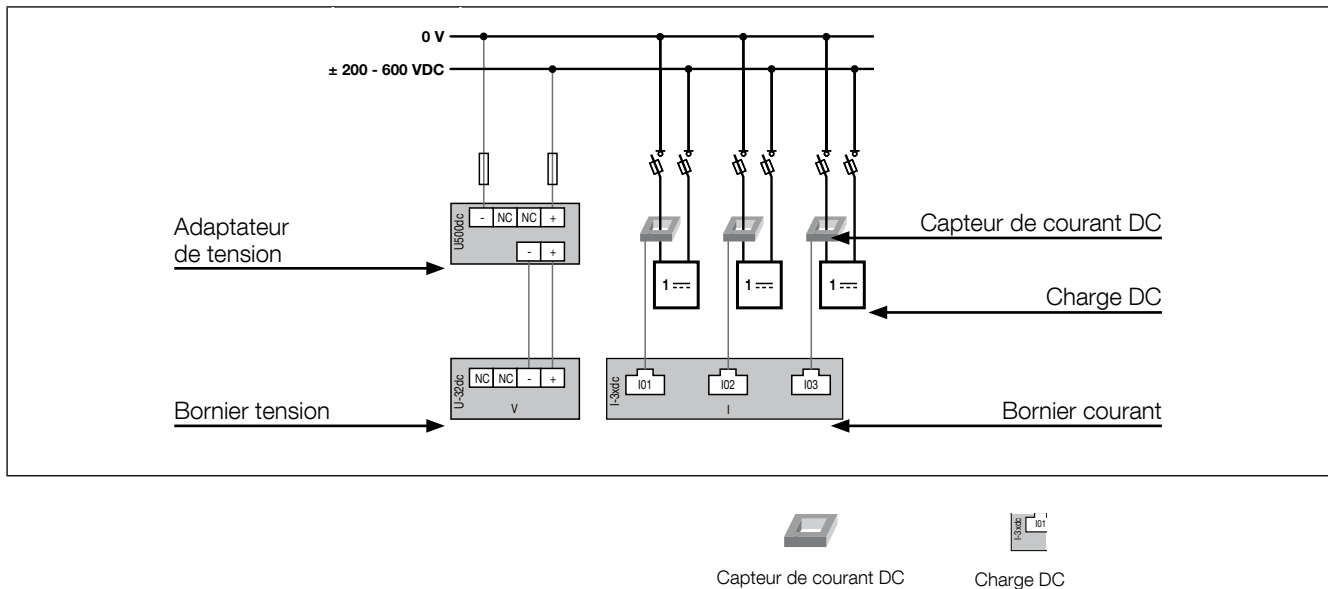 0 V
± 200 - 600 VDC
Adaptateur
de tension
U500dc
- NC NC +
- +
Capteur de courant DC
1 1 1
Charge DC
U-32dc
NC NC - +
V
Bornier tension
I-3xdc
I01 I02 I03
I
Bornier courant
I-3xdc
I01
Capteur de courant DC
Charge DC